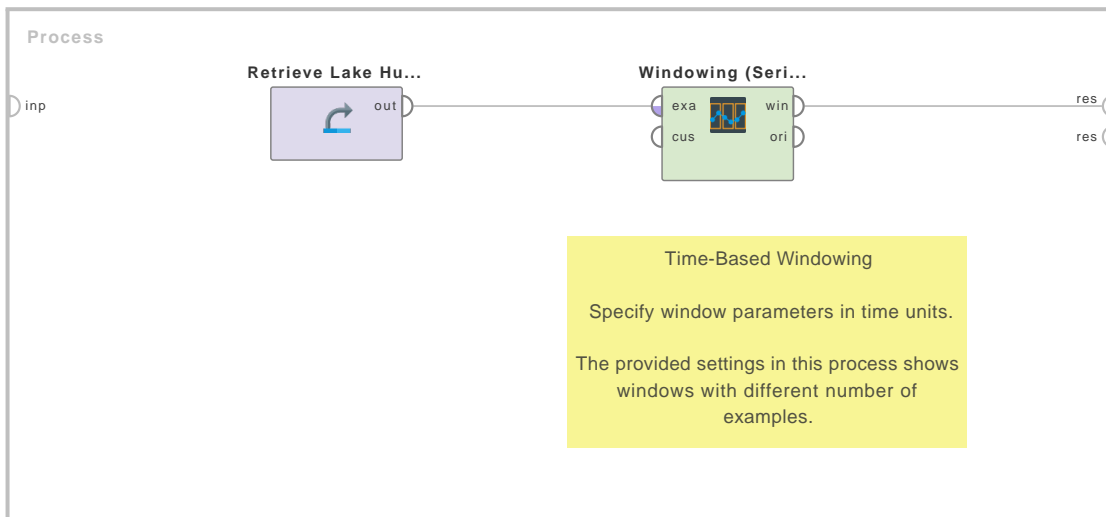 Process
Retrieve Lake Hu...
Windowing (Seri...
inp
out
exa
win
res
cus
ori
res
Time-Based Windowing
Specify window parameters in time units.
The provided settings in this process shows
windows with different number of
examples.